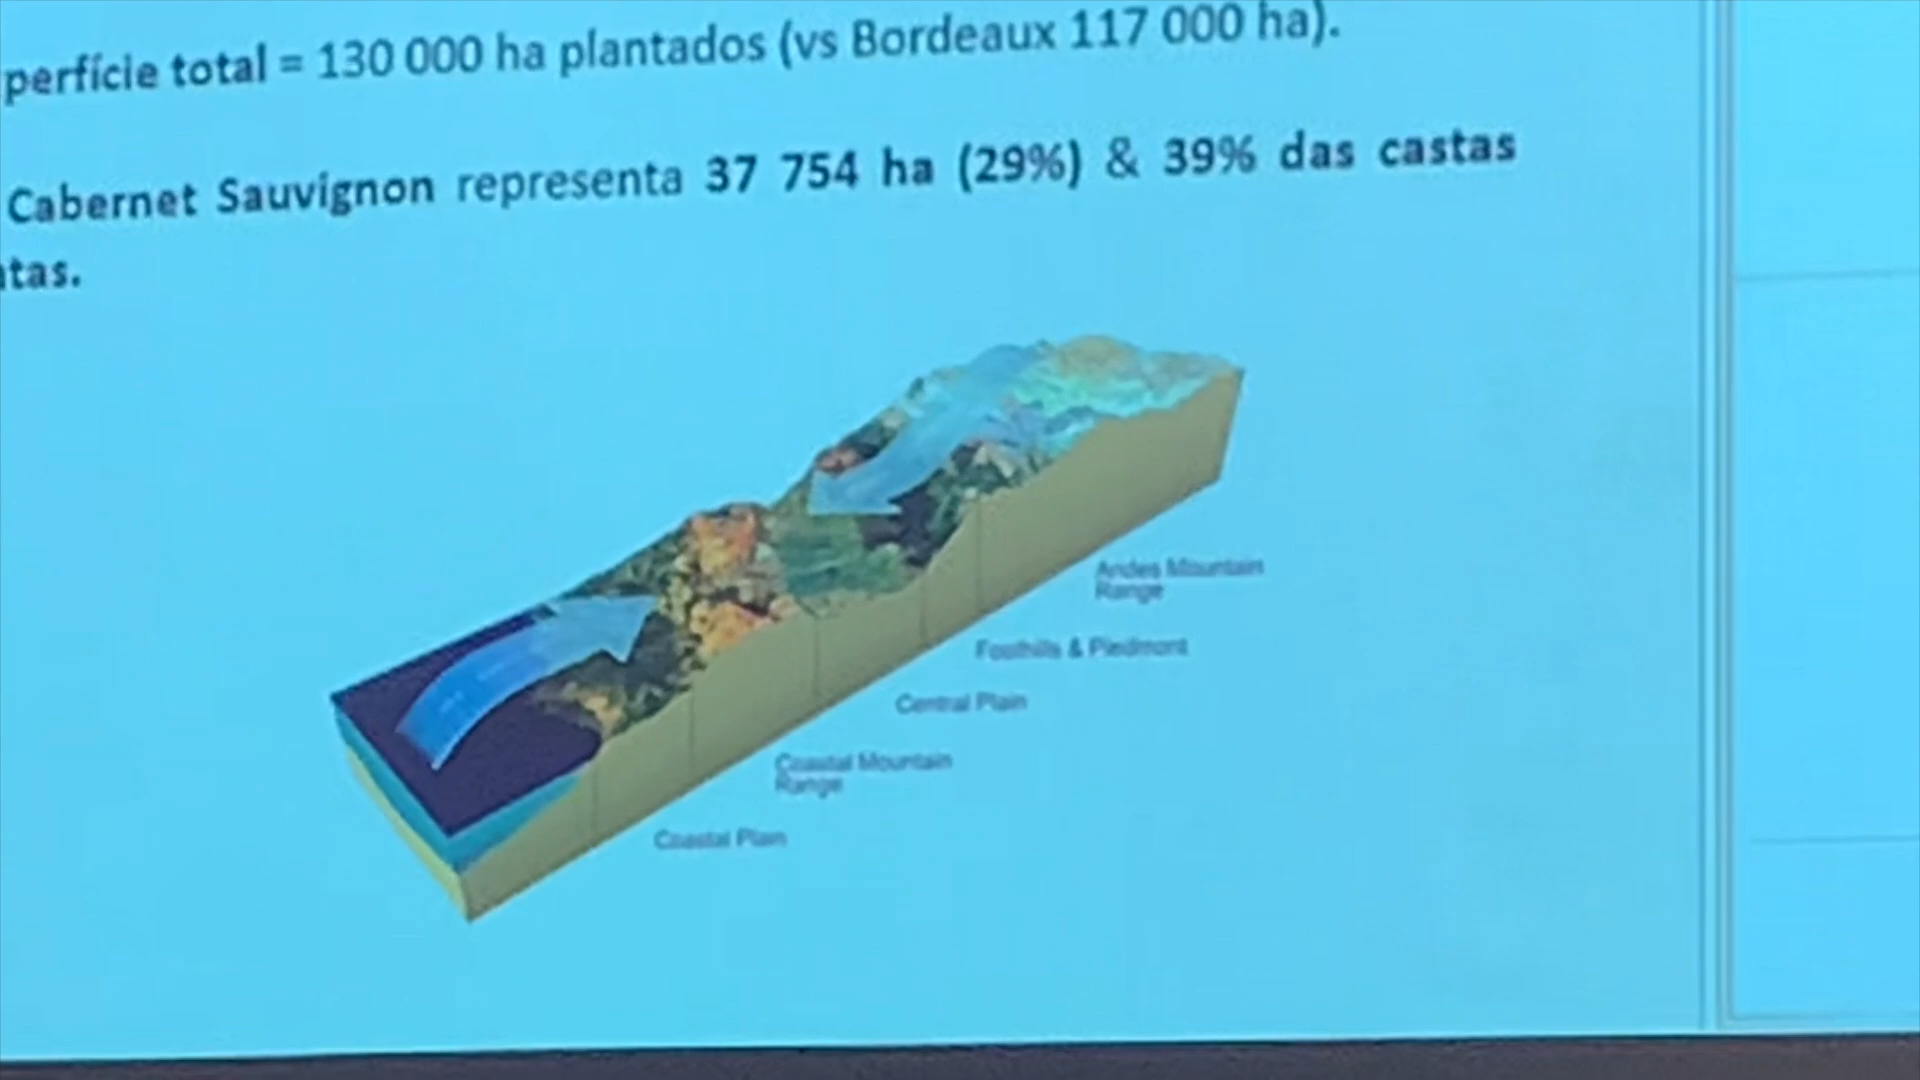 perfície total = 130 000 ha plantados (vs Bordeaux 117 000 ha).
Cabernet Sauvignon representa 37 754 ha (29%) & 39% das castas
tas.
Andes Mountain
Range
Foothills & Piedmont
Central Plain
Coastal Mountain
Range
Coastal Plain